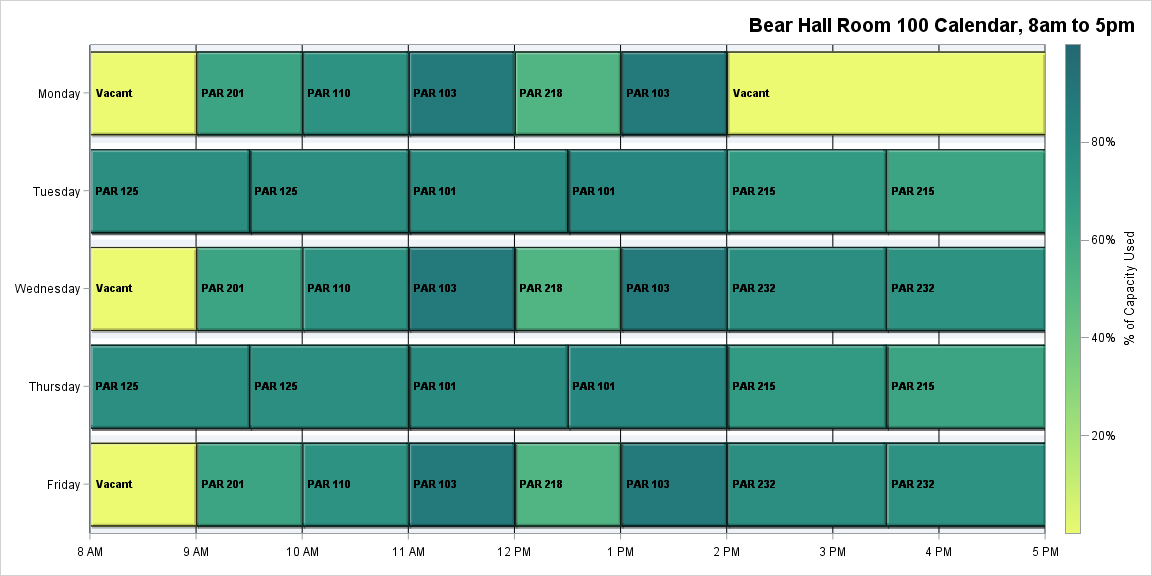 Bear Hall Room 100 Calendar, 8am to 5pm
Monday
Vacant
PAR 201
PAR 110
PAR 103
PAR 218
PAR 103
Vacant
Tuesday
PAR 125
PAR 125
PAR 101
PAR 101
PAR 215
PAR 215
Wednesday
Vacant
PAR 201
PAR 110
PAR 103
PAR 218
PAR 103
PAR 232
PAR 232
Thursday
PAR 125
PAR 125
PAR 101
PAR 101
PAR 215
PAR 215
Friday
Vacant
PAR 201
PAR 110
PAR 103
PAR 218
PAR 103
PAR 232
PAR 232
8 AM
9 AM
10 AM
11 AM
12 PM
1 PM
2 PM
3 PM
4 PM
5 PM
80%
60%
40%
20%
% of Capacity Used